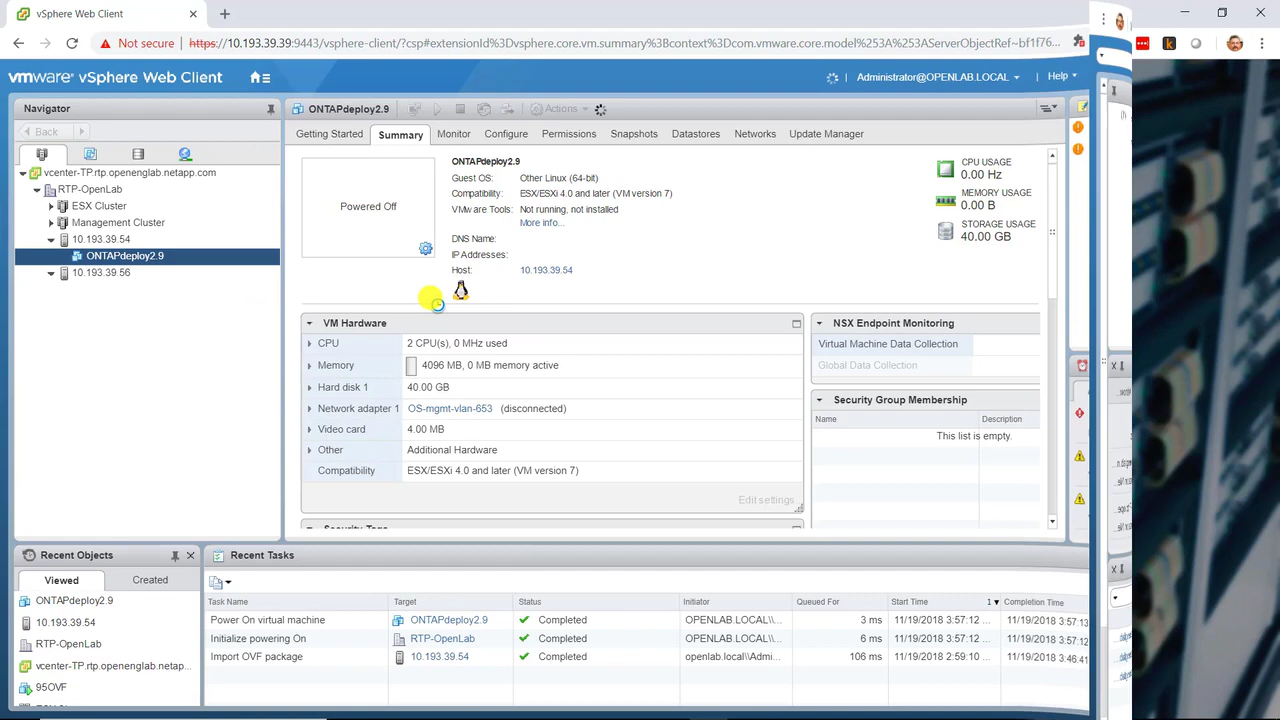 vSphere Web Client
Not secure
https://10.193.39.39:9443/vsphere-client/?csp#extensionId%3Dvsphere.core.vm.summary%3Bcontext%3Dcom.vmware.core.model%253A%253AServerObjectRef~bf1f76...
vmware® vSphere Web Client
Administrator@OPENLAB.LOCAL
Help
Navigator
Back
vcenter-TP.rtp.openenglab.netapp.com
RTP-OpenLab
ESX Cluster
Management Cluster
10.193.39.54
ONTAPdeploy2.9
10.193.39.56
ONTAPdeploy2.9
Actions
Getting Started
Summary
Monitor
Configure
Permissions
Snapshots
Datastores
Networks
Update Manager
Powered Off
ONTAPdeploy2.9
Guest OS: Other Linux (64-bit)
Compatibility: ESX/ESXi 4.0 and later (VM version 7)
VMware Tools: Not running, not installed
More info...
DNS Name:
IP Addresses:
Host: 10.193.39.54
CPU USAGE
0.00 Hz
MEMORY USAGE
0.00 B
STORAGE USAGE
40.00 GB
VM Hardware
CPU 2 CPU(s), 0 MHz used
Memory 4096 MB, 0 MB memory active
Hard disk 1 40.00 GB
Network adapter 1 OS-mgmt-vlan-653 (disconnected)
Video card 4.00 MB
Other Additional Hardware
Compatibility ESX/ESXi 4.0 and later (VM version 7)
Edit settings...
NSX Endpoint Monitoring
Virtual Machine Data Collection
Global Data Collection
Security Group Membership
Name Description
This list is empty.
Security Tags
Recent Objects
Viewed
Created
ONTAPdeploy2.9
10.193.39.54
RTP-OpenLab
vcenter-TP.rtp.openenglab.netap...
95OVF
Recent Tasks
Task Name Target Status Initiator Queued For Start Time 1 Completion Time
Power On virtual machine ONTAPdeploy2.9 Completed OPENLAB.LOCAL\\... 3 ms 11/19/2018 3:57:12 ... 11/19/2018 3:57:13
Initialize powering On RTP-OpenLab Completed OPENLAB.LOCAL\\... 6 ms 11/19/2018 3:57:12 ... 11/19/2018 3:57:12
Import OVF package 10.193.39.54 Completed openlab.local\\Admi... 106 ms 11/19/2018 2:59:10 ... 11/19/2018 3:46:41